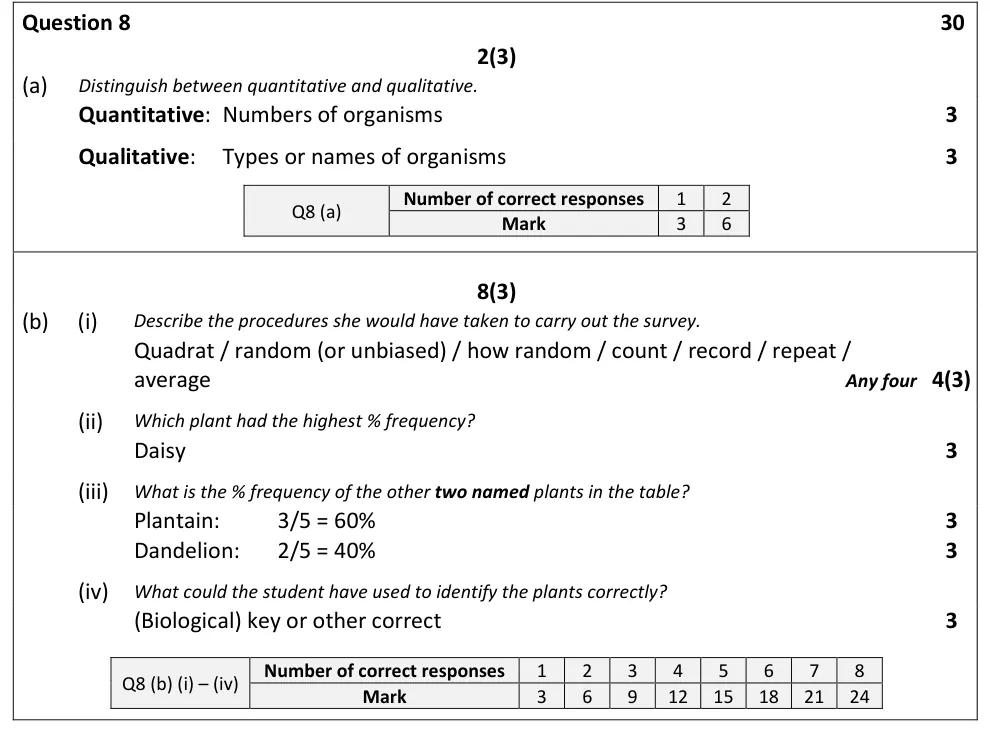 Question 8 30
2(3)
(a) Distinguish between quantitative and qualitative.
Quantitative: Numbers of organisms 3
Qualitative: Types or names of organisms 3
Q8 (a) Number of correct responses 1 2
Mark 3 6
8(3)
(b) (i) Describe the procedures she would have taken to carry out the survey.
Quadrat / random (or unbiased) / how random / count / record / repeat /
average Any four 4(3)
(ii) Which plant had the highest % frequency?
Daisy 3
(iii) What is the % frequency of the other two named plants in the table?
Plantain: 3/5 = 60% 3
Dandelion: 2/5 = 40% 3
(iv) What could the student have used to identify the plants correctly?
(Biological) key or other correct 3
Q8 (b) (i) – (iv) Number of correct responses 1 2 3 4 5 6 7 8
Mark 3 6 9 12 15 18 21 24